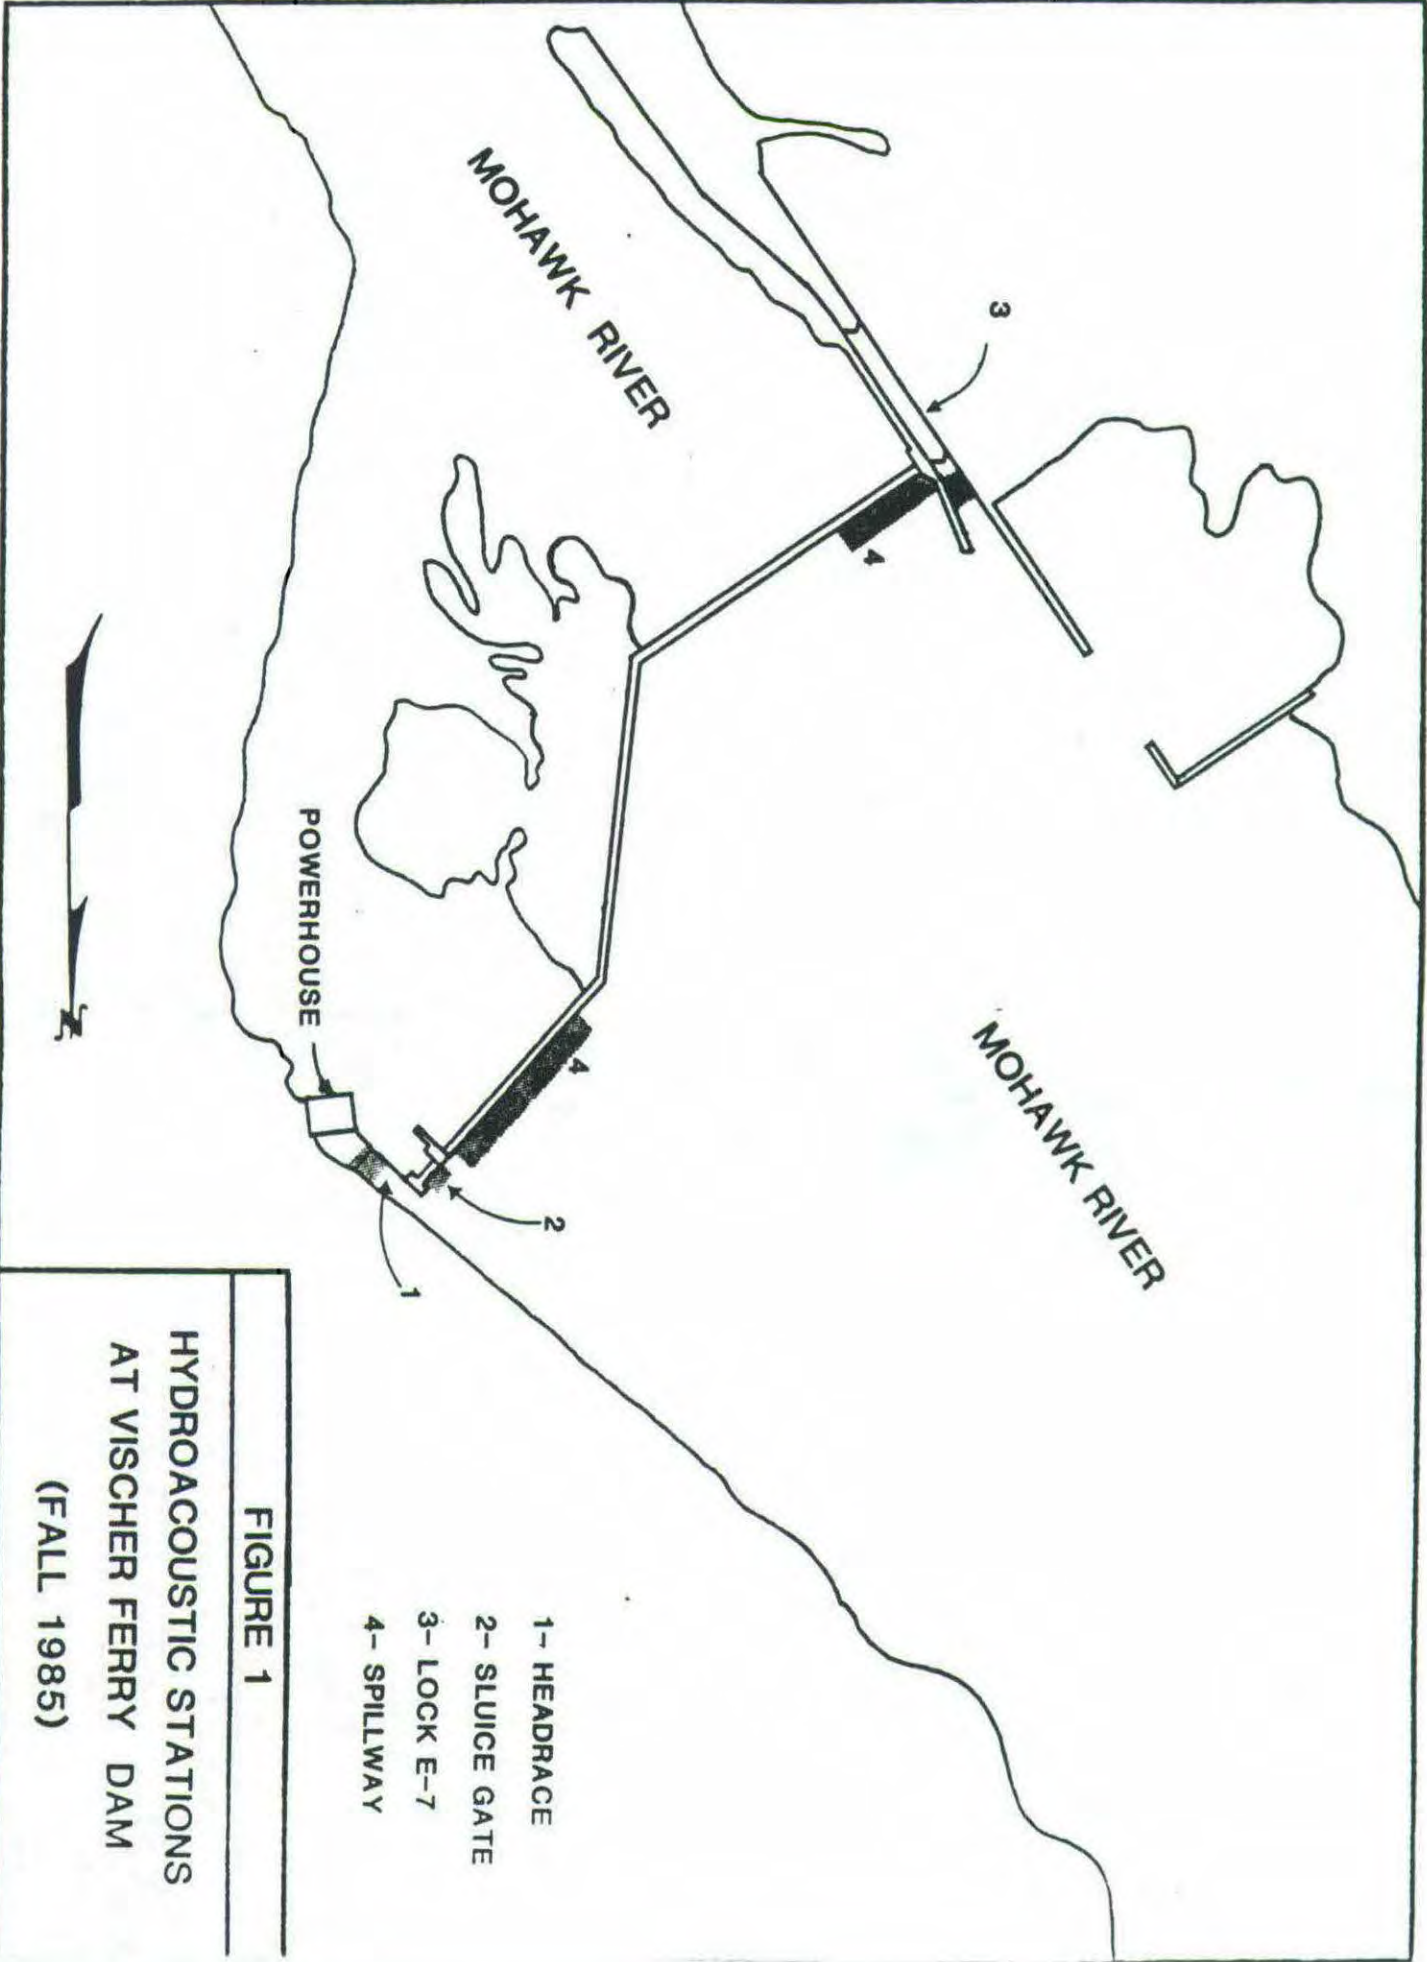 MOHAWK RIVER
3
4
MOHAWK RIVER
POWERHOUSE
4
2
1
N
1- HEADRACE
2- SLUICE GATE
3- LOCK E-7
4- SPILLWAY
FIGURE 1
HYDROACOUSTIC STATIONS
AT VISCHER FERRY DAM
(FALL 1985)